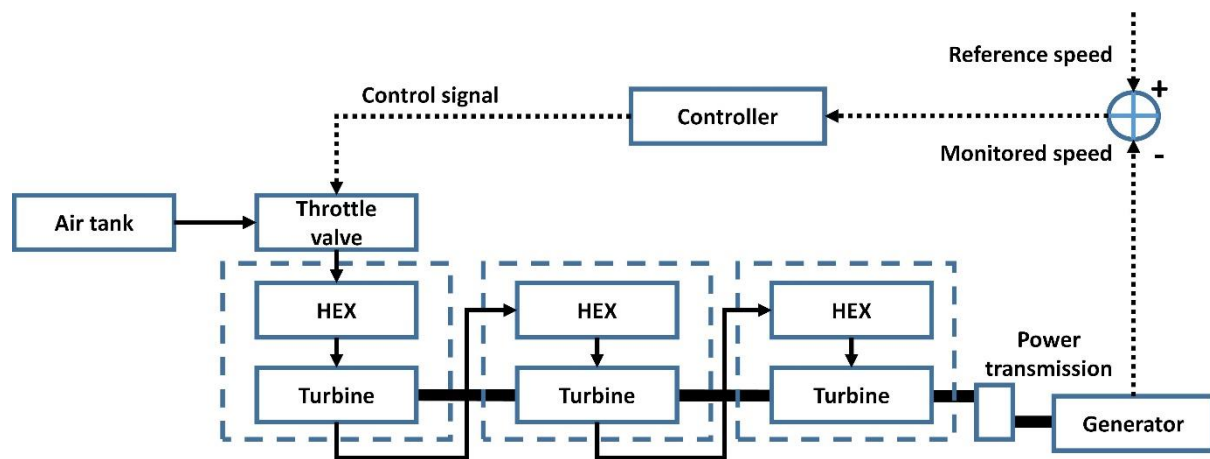 Reference speed
+
Control signal
Controller
Monitored speed
-
Air tank
Throttle
valve
HEX
HEX
HEX
Power
transmission
Turbine
Turbine
Turbine
Generator